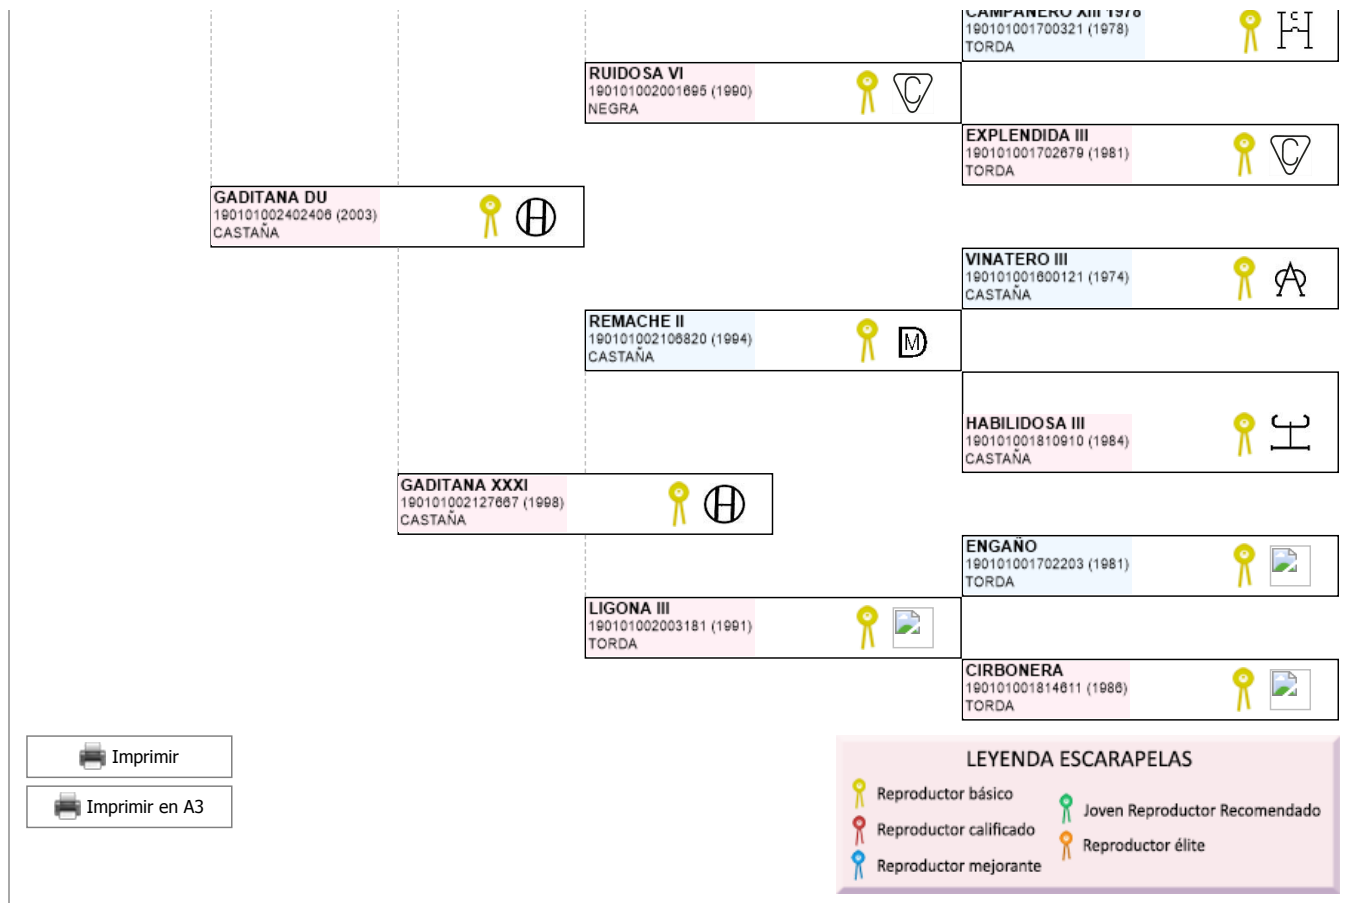 CAMPANERO XIII 1978
190101001700321 (1978)
TORDA
RUIDOSA VI
190101002001695 (1990)
NEGRA
EXPLENDIDA III
190101001702679 (1981)
TORDA
GADITANA DU
190101002402406 (2003)
CASTAÑA
VINATERO III
190101001600121 (1974)
CASTAÑA
REMACHE II
190101002106820 (1994)
CASTAÑA
HABILIDOSA III
190101001810910 (1984)
CASTAÑA
GADITANA XXXI
190101002127667 (1998)
CASTAÑA
ENGAÑO
190101001702203 (1981)
TORDA
LIGONA III
190101002003181 (1991)
TORDA
CIRBONERA
190101001814611 (1986)
TORDA
Imprimir
Imprimir en A3
LEYENDA ESCARAPELAS
Reproductor básico
Reproductor calificado
Reproductor mejorante
Joven Reproductor Recomendado
Reproductor élite